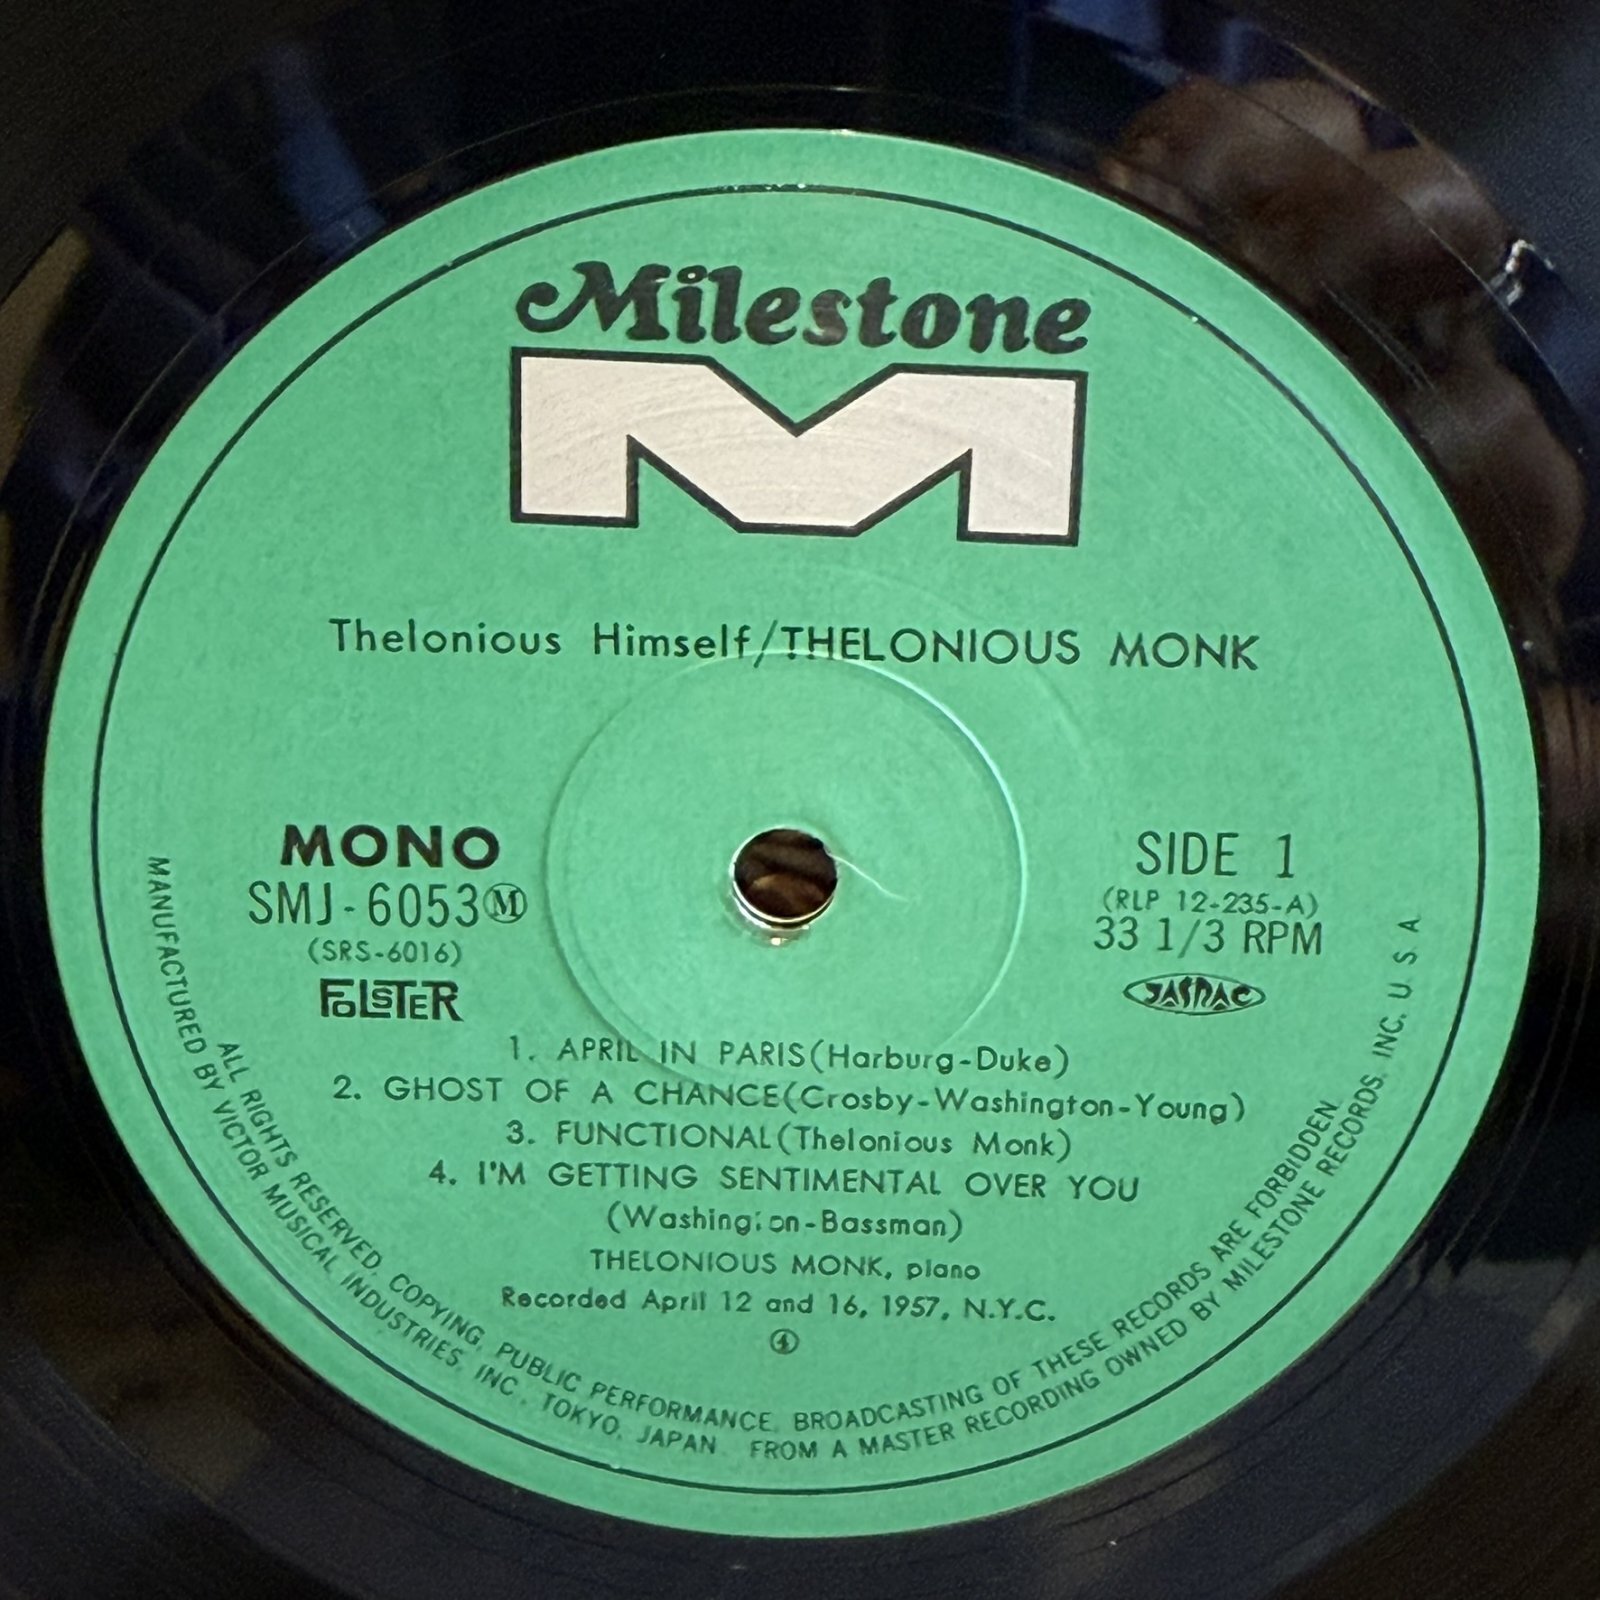 Milestone
Thelonious Himself/THELONIOUS MONK
MONO
SMJ-6053Ⓜ
(SRS-6016)
FOLSTER
SIDE 1
(RLP 12-235-A)
33 1/3 RPM
JASRAC
1. APRIL IN PARIS(Harburg-Duke)
2. GHOST OF A CHANCE(Crosby-Washington-Young)
3. FUNCTIONAL(Thelonious Monk)
4. I'M GETTING SENTIMENTAL OVER YOU
(Washington-Bassman)
THELONIOUS MONK, piano
Recorded April 12 and 16, 1957, N.Y.C.
④
ALL RIGHTS RESERVED. COPYING, PUBLIC PERFORMANCE, BROADCASTING OF THESE RECORDS ARE FORBIDDEN.
MANUFACTURED BY VICTOR MUSICAL INDUSTRIES, INC., TOKYO, JAPAN FROM A MASTER RECORDING OWNED BY MILESTONE RECORDS. INC. U. S. A.